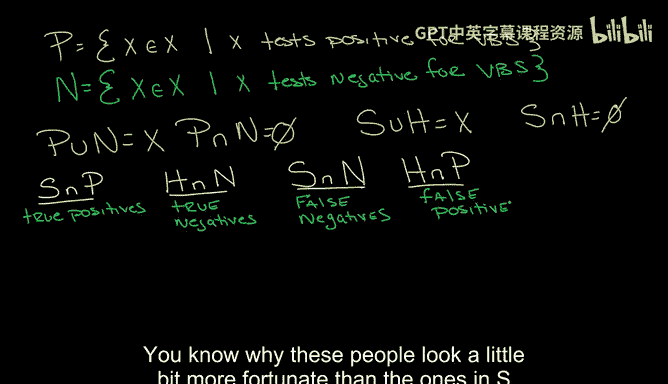 P={x∈X | x tests positive for VBS}
GPT中英字幕课程资源 bilibili
N={x∈X | x tests negative for VBS}
P∪N=X P∩N=∅ S∪H=X S∩H=∅
S∩P H∩N S∩N H∩P
true positives TRUE negatives FALSE negatives false positive
You know why these people look a little
bit more fortunate than the ones in S